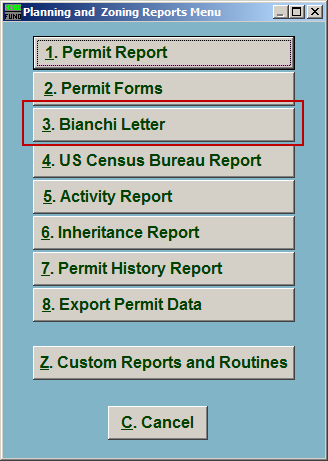 Planning and Zoning Reports Menu
FUND
1. Permit Report
2. Permit Forms
3. Bianchi Letter
4. US Census Bureau Report
5. Activity Report
6. Inheritance Report
7. Permit History Report
8. Export Permit Data
Z. Custom Reports and Routines
C. Cancel